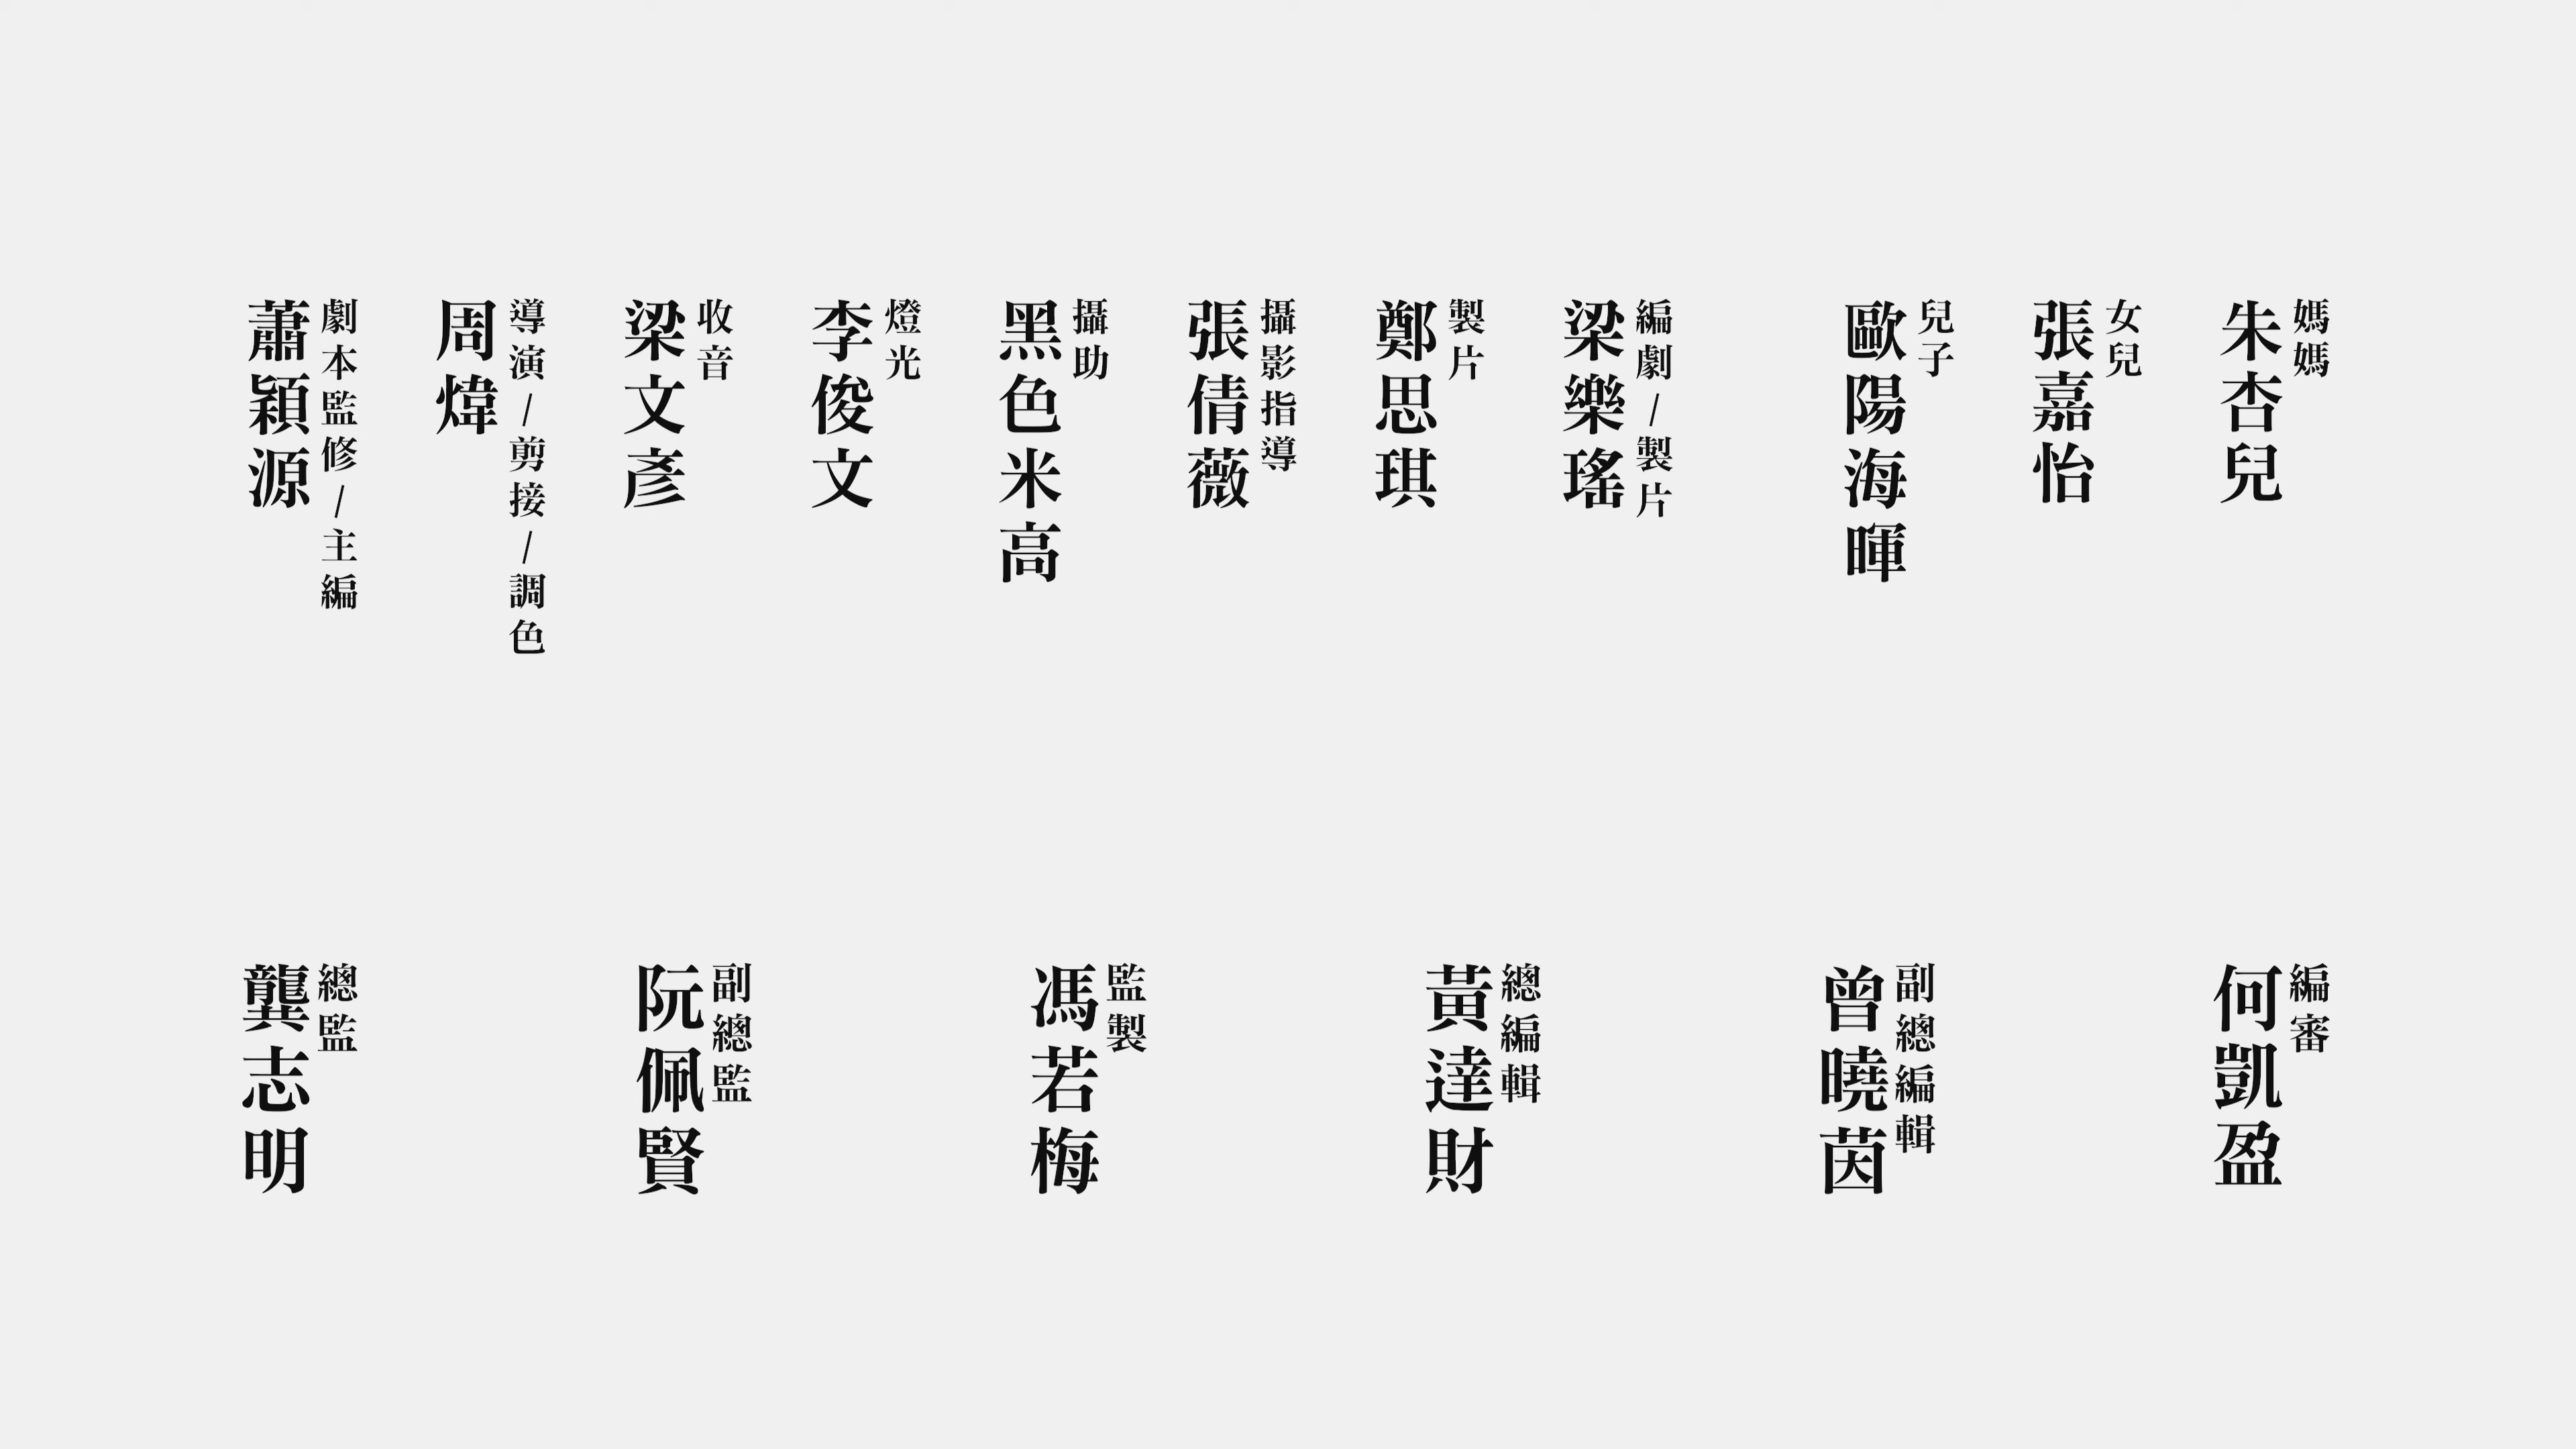 媽媽
朱杏兒
女兒
張嘉怡
兒子
歐陽海暉
編劇/製片
梁樂瑤
製片
鄭思琪
攝影指導
張倩薇
攝助
黑色米高
燈光
李俊文
收音
梁文彥
導演/剪接/調色
周煒
劇本監修/主編
蕭穎源
編審
何凱盈
副總編輯
曾曉茵
總編輯
黃達財
監製
馮若梅
副總監
阮佩賢
總監
龔志明